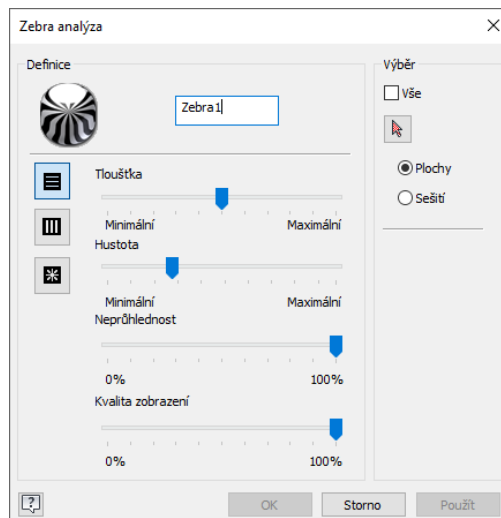 Zebra analýza
Definice
Zebra1
Tloušťka
Minimální Maximální
Hustota
Minimální Maximální
Neprůhlednost
0% 100%
Kvalita zobrazení
0% 100%
Výběr
Vše
Plochy
Sešití
?
OK Storno Použít